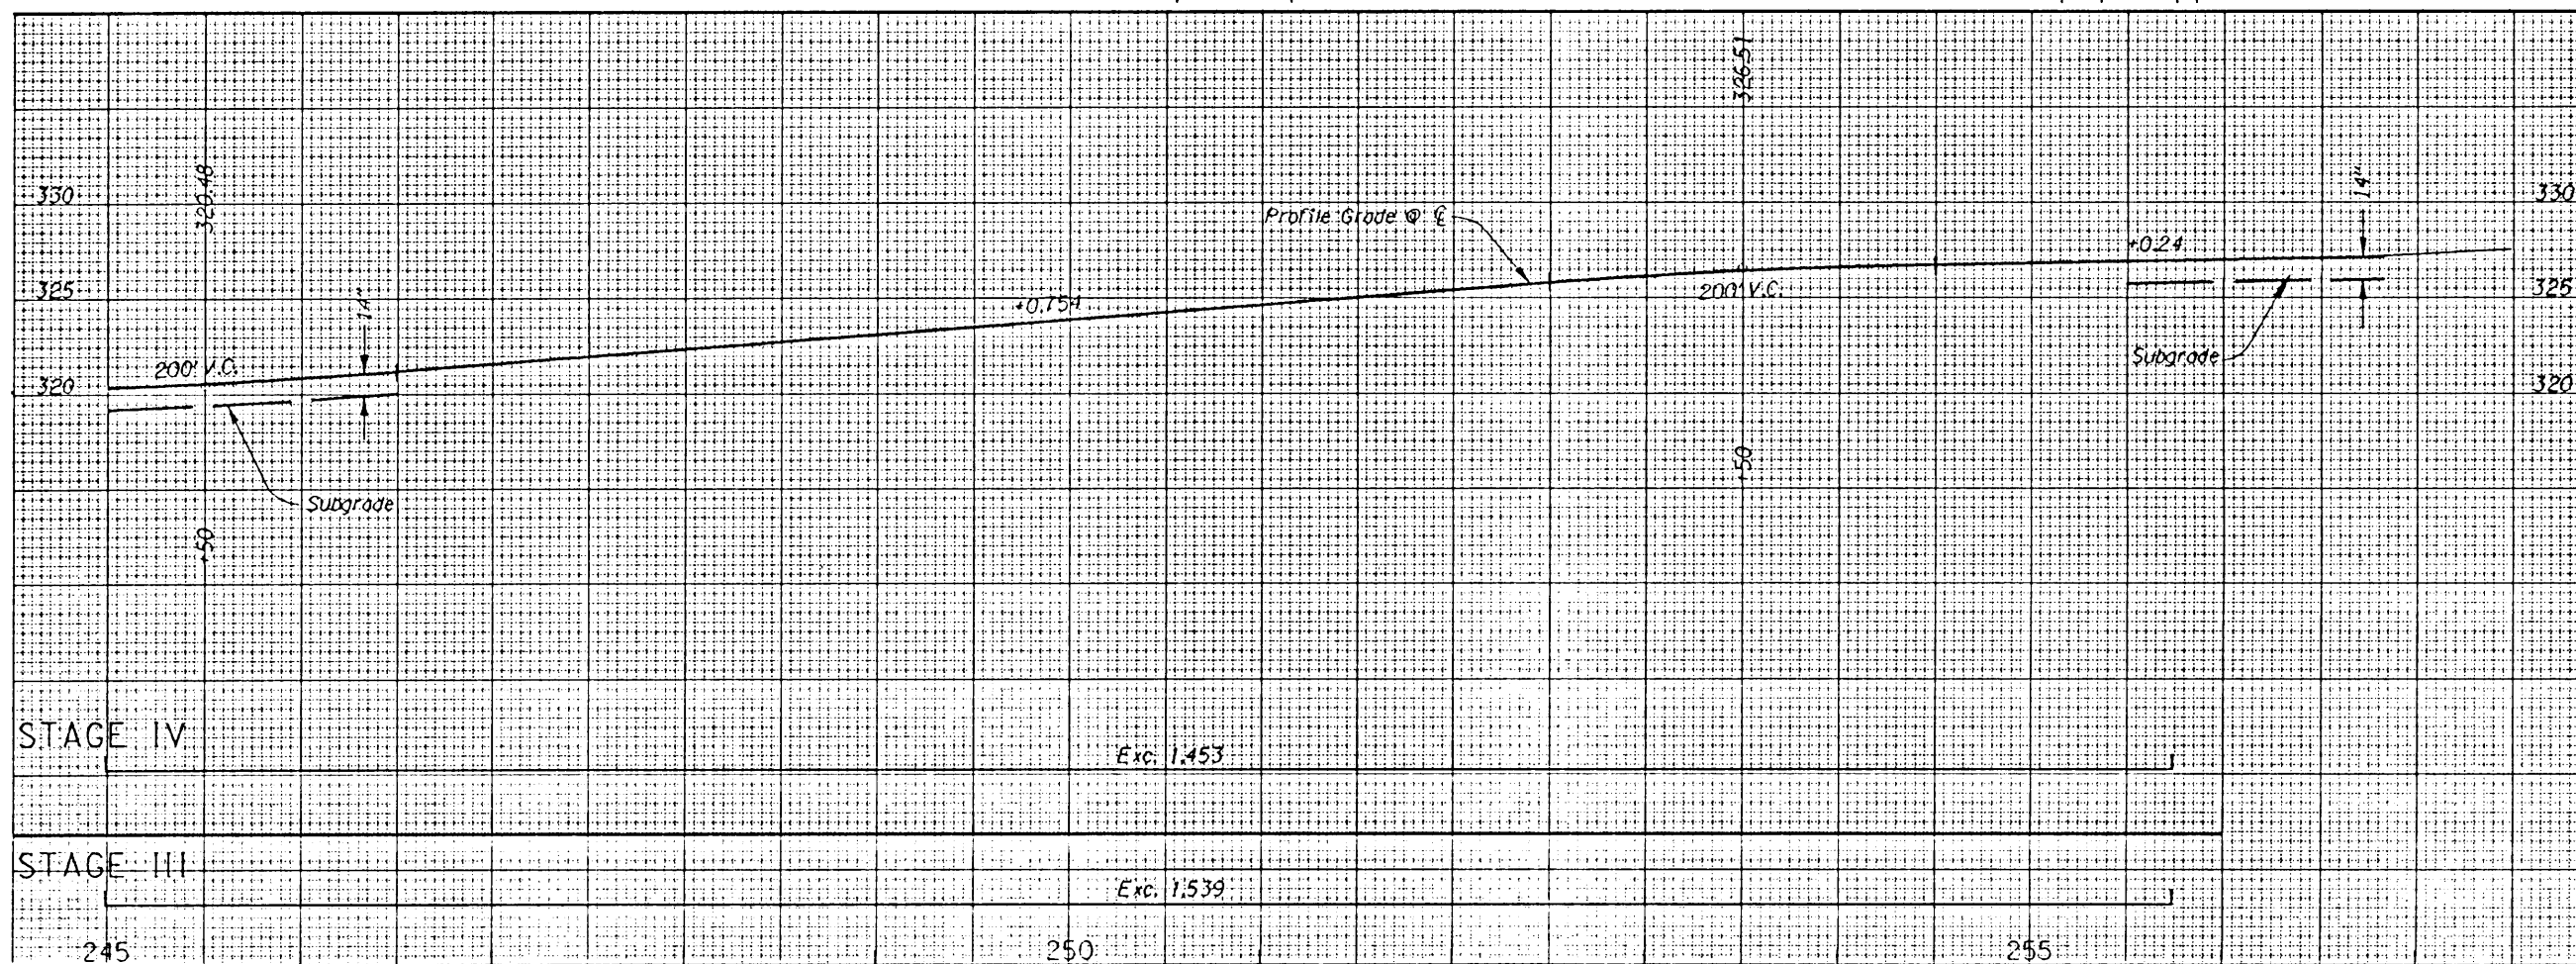 326.51
320.48
330
14"
330
Profile Grade @ ℄
+0.24
325
14"
+0.754
200' V.C.
325
200' V.C.
Subgrade
320
320
+50
Subgrade
+50
STAGE IV
Exc. 1,453
STAGE III
Exc. 1,539
245
250
255